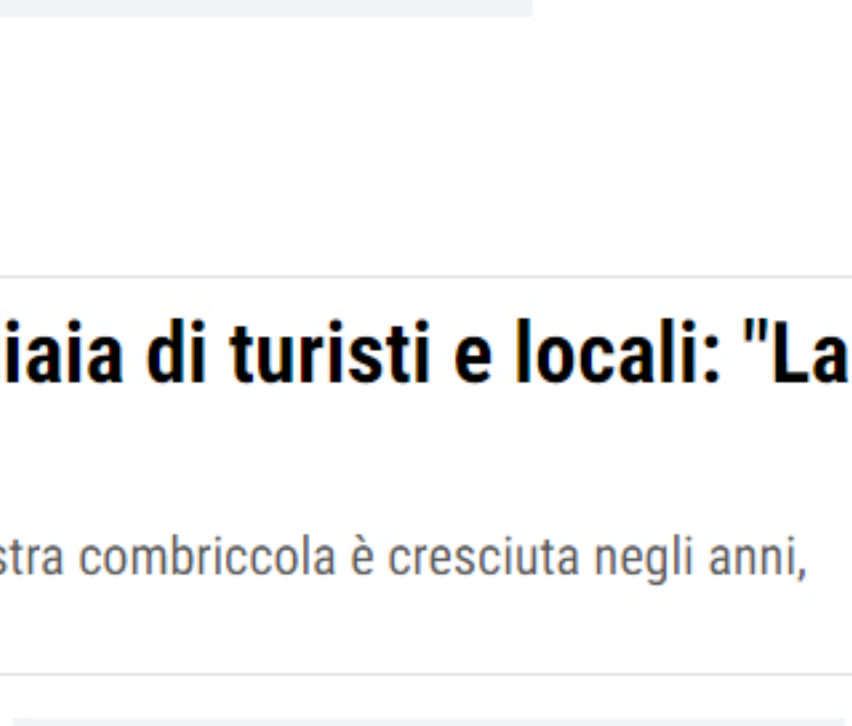 iaia di turisti e locali: "La
stra combriccola è cresciuta negli anni,